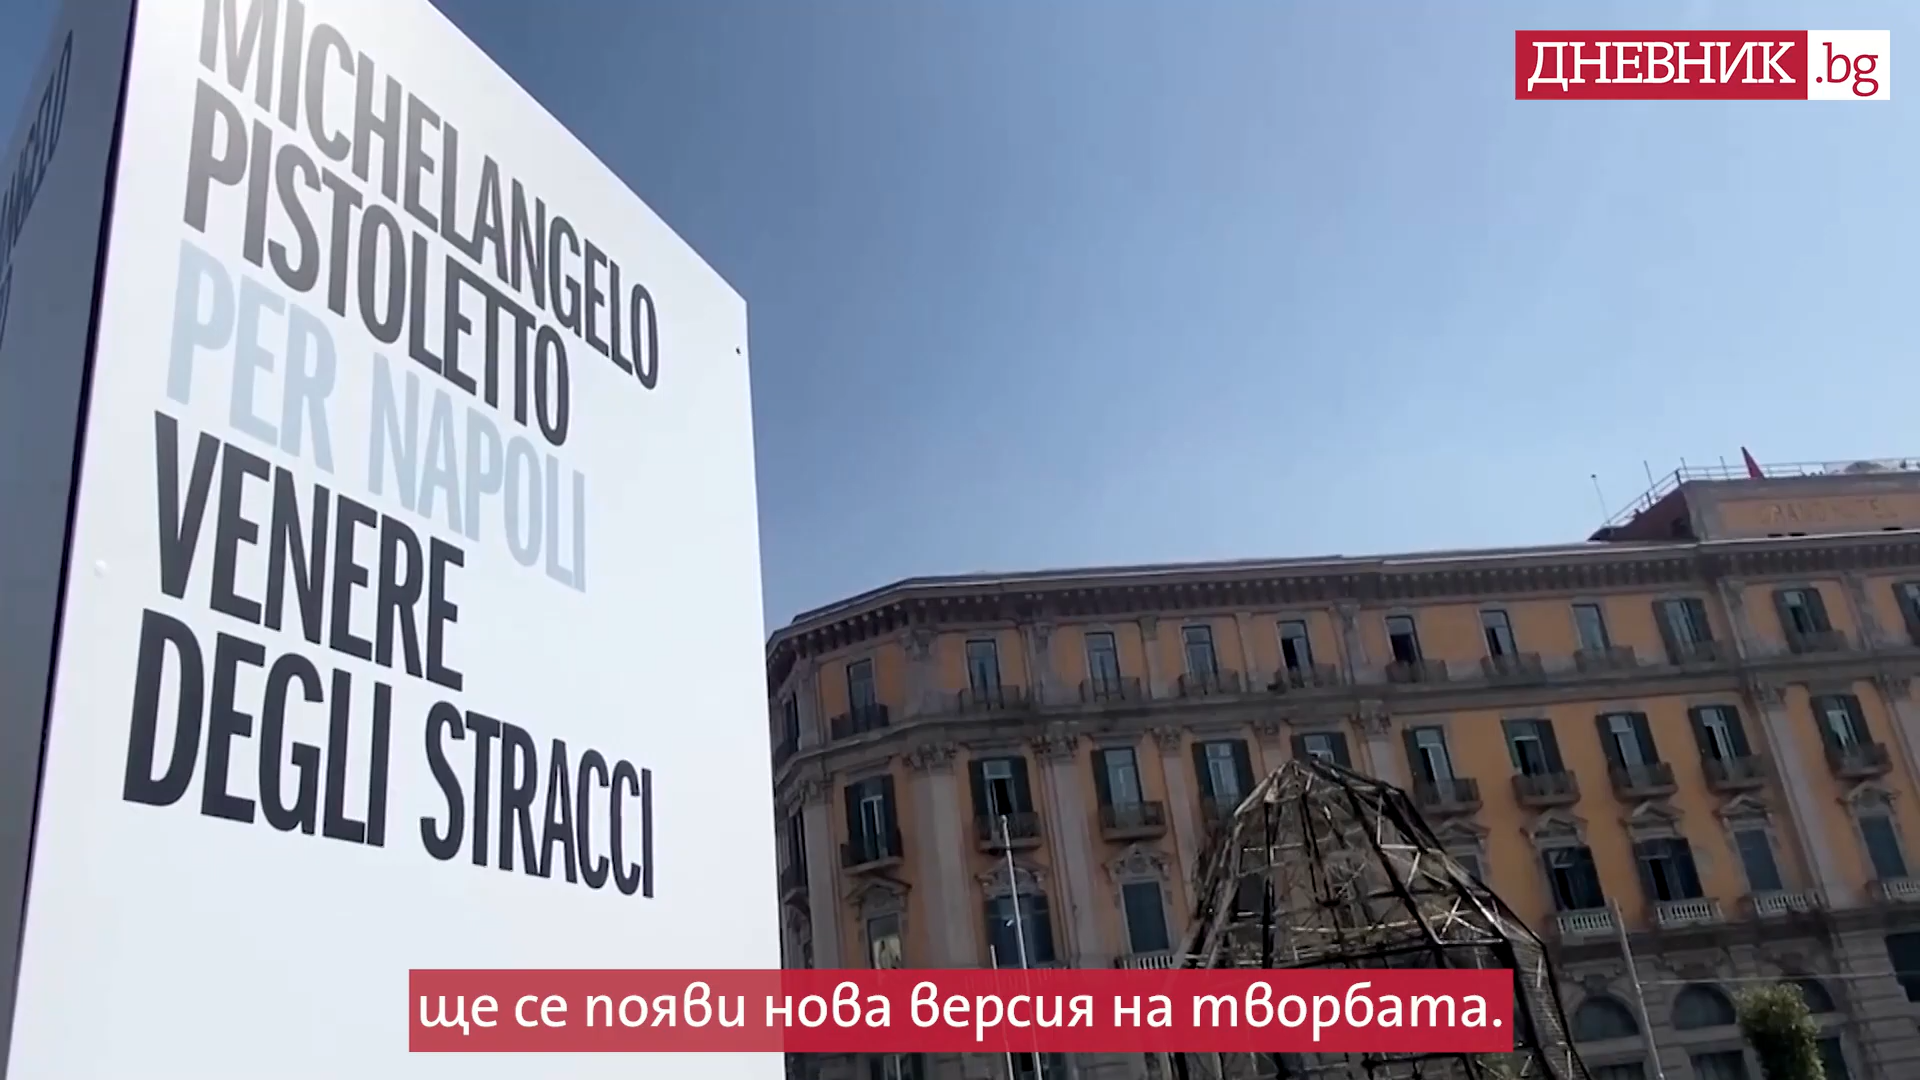 ДНЕВНИК.bg
MICHELANGELO
PISTOLETTO
PER NAPOLI
VENERE
DEGLI STRACCI
ще се появи нова версия на творбата.